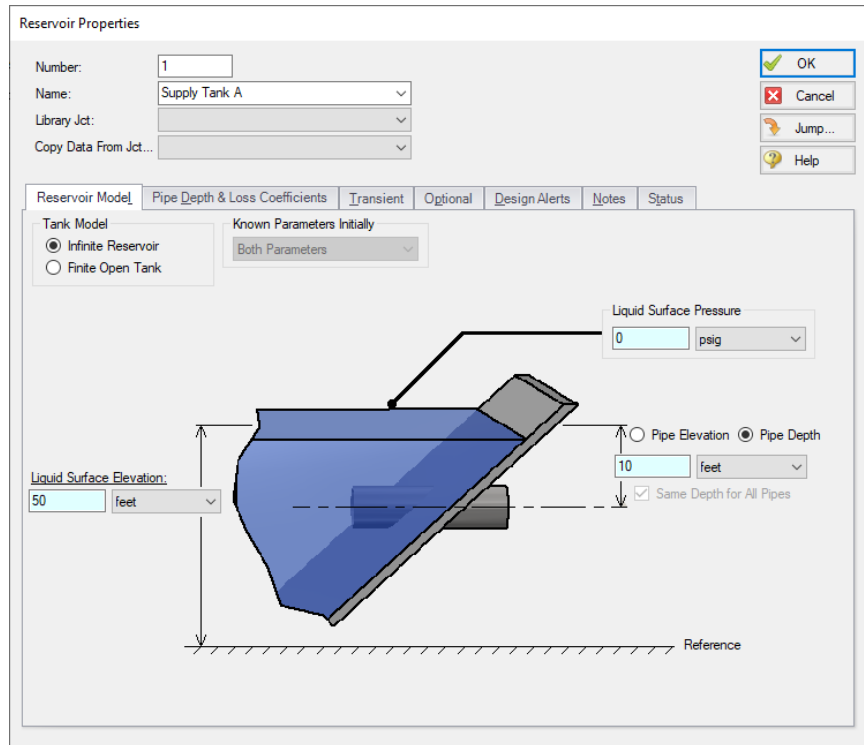 Reservoir Properties
Number:
1
OK
Name:
Supply Tank A
Cancel
Library Jct:
Jump...
Copy Data From Jct...
Help
Reservoir Model
Pipe Depth & Loss Coefficients
Transient
Optional
Design Alerts
Notes
Status
Tank Model
Infinite Reservoir
Finite Open Tank
Known Parameters Initially
Both Parameters
Liquid Surface Pressure
0
psig
Pipe Elevation
Pipe Depth
10
feet
Same Depth for All Pipes
Liquid Surface Elevation:
50
feet
Reference